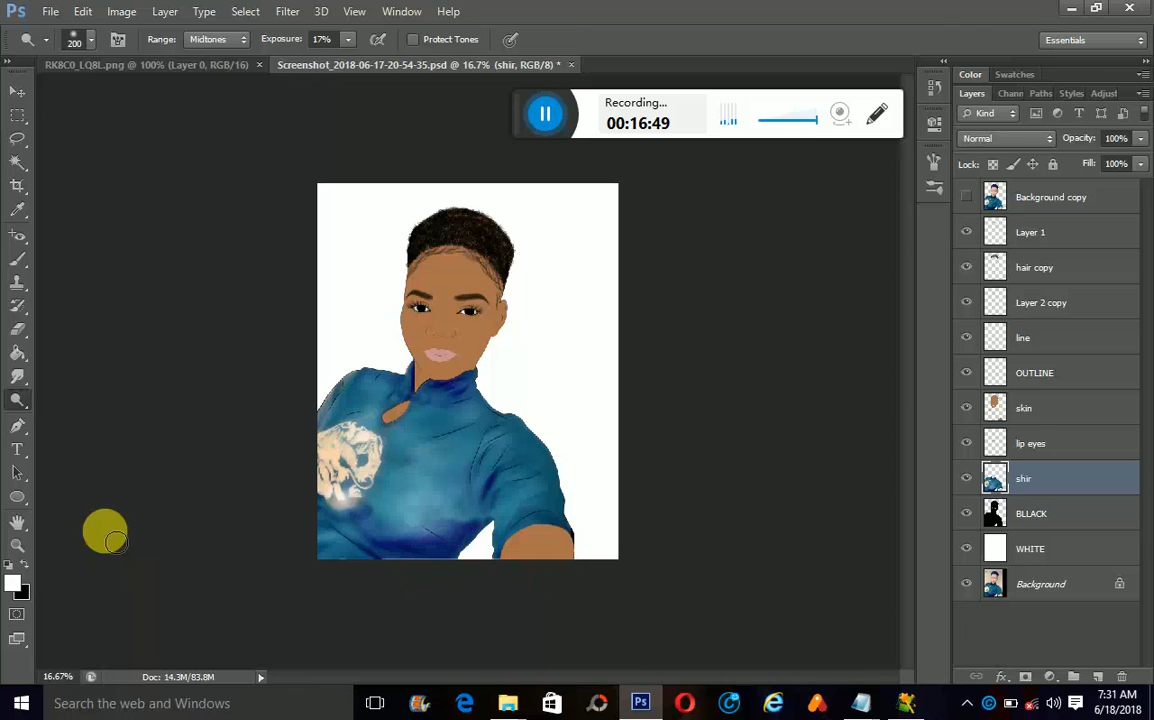 Ps File Edit Image Layer Type Select Filter 3D View Window Help
200 Range: Midtones Exposure: 17% Protect Tones Essentials
RK8C0_LQ8L.png @ 100% (Layer 0, RGB/16) × Screenshot_2018-06-17-20-54-35.psd @ 16.7% (shir, RGB/8) * ×
Recording...
00:16:49
Color Swatches
Layers Chann Paths Styles Adjust
Kind
Normal Opacity: 100%
Lock: Fill: 100%
Background copy
Layer 1
hair copy
Layer 2 copy
line
OUTLINE
skin
lip eyes
shir
BLLACK
WHITE
Background
16.67% Doc: 14.3M/83.8M
Search the web and Windows
7:31 AM
6/18/2018